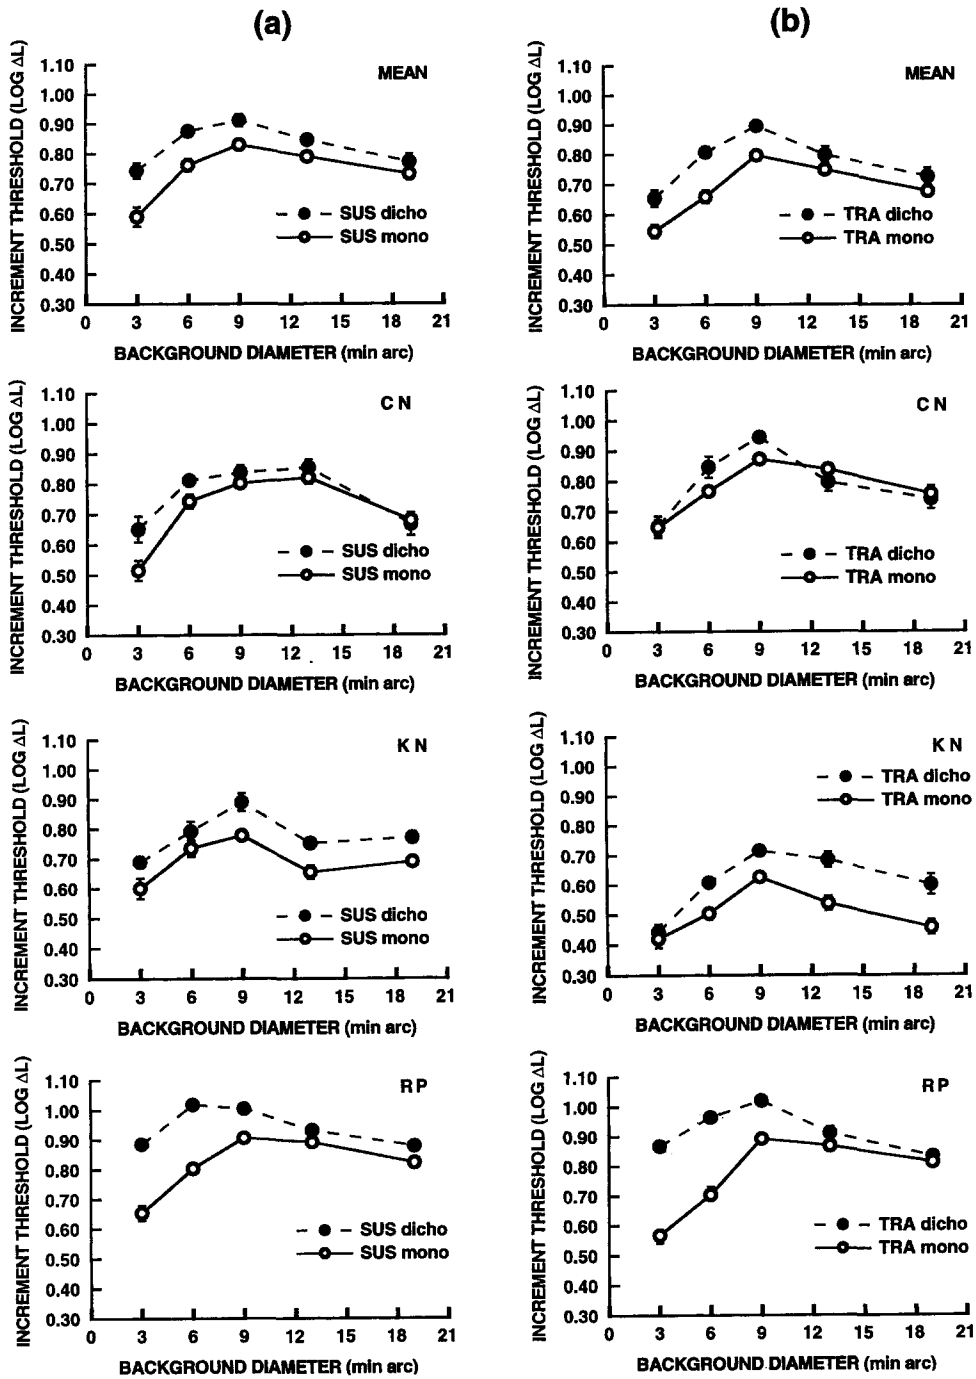 (a)
(b)
INCREMENT THRESHOLD (LOG ΔL)
1.10
1.00
0.90
0.80
0.70
0.60
0.50
0.40
0.30
MEAN
SUS dicho
SUS mono
0 3 6 9 12 15 18 21
BACKGROUND DIAMETER (min arc)
INCREMENT THRESHOLD (LOG ΔL)
1.10
1.00
0.90
0.80
0.70
0.60
0.50
0.40
0.30
MEAN
TRA dicho
TRA mono
0 3 6 9 12 15 18 21
BACKGROUND DIAMETER (min arc)
INCREMENT THRESHOLD (LOG ΔL)
1.10
1.00
0.90
0.80
0.70
0.60
0.50
0.40
0.30
C N
SUS dicho
SUS mono
0 3 6 9 12 15 18 21
BACKGROUND DIAMETER (min arc)
INCREMENT THRESHOLD (LOG ΔL)
1.10
1.00
0.90
0.80
0.70
0.60
0.50
0.40
0.30
C N
TRA dicho
TRA mono
0 3 6 9 12 15 18 21
BACKGROUND DIAMETER (min arc)
INCREMENT THRESHOLD (LOG ΔL)
1.10
1.00
0.90
0.80
0.70
0.60
0.50
0.40
0.30
K N
SUS dicho
SUS mono
0 3 6 9 12 15 18 21
BACKGROUND DIAMETER (min arc)
INCREMENT THRESHOLD (LOG ΔL)
1.10
1.00
0.90
0.80
0.70
0.60
0.50
0.40
0.30
K N
TRA dicho
TRA mono
0 3 6 9 12 15 18 21
BACKGROUND DIAMETER (min arc)
INCREMENT THRESHOLD (LOG ΔL)
1.10
1.00
0.90
0.80
0.70
0.60
0.50
0.40
0.30
R P
SUS dicho
SUS mono
0 3 6 9 12 15 18 21
BACKGROUND DIAMETER (min arc)
INCREMENT THRESHOLD (LOG ΔL)
1.10
1.00
0.90
0.80
0.70
0.60
0.50
0.40
0.30
R P
TRA dicho
TRA mono
0 3 6 9 12 15 18 21
BACKGROUND DIAMETER (min arc)